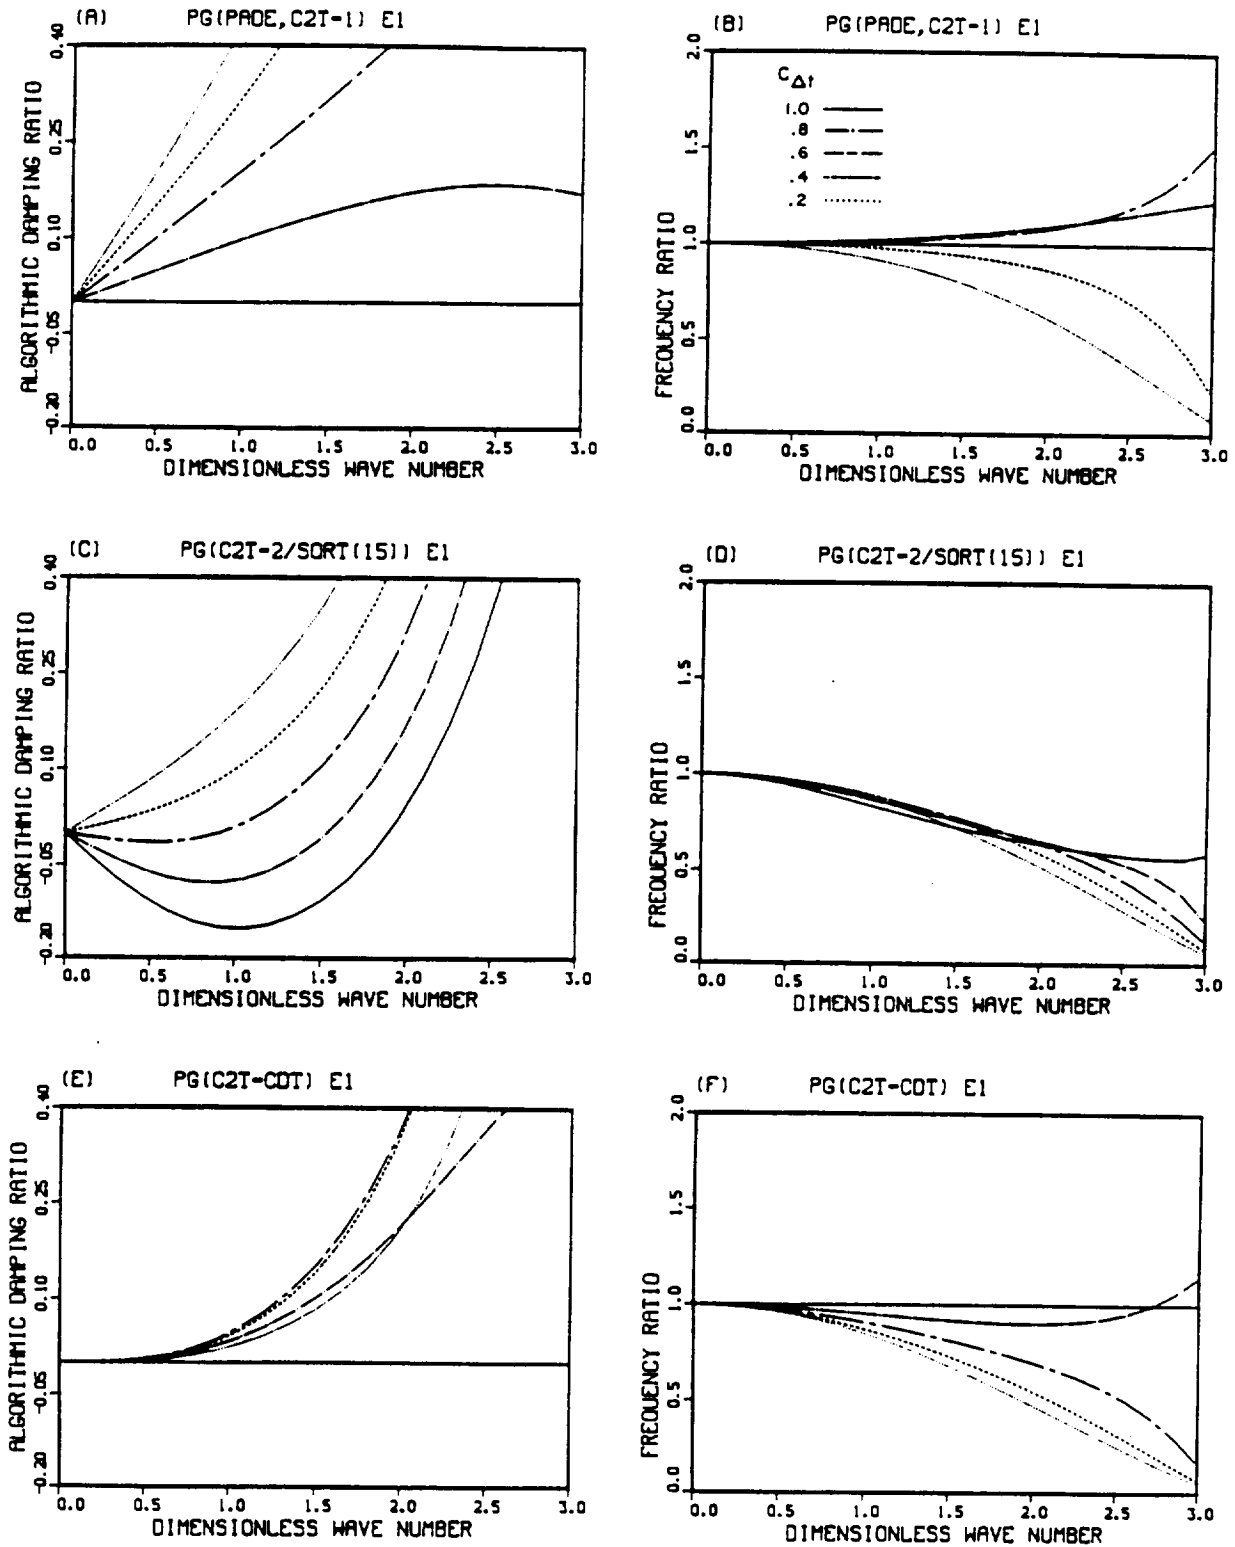 (A) PG(PADE,C2T-1) E1
0.40
0.25
0.10
-0.05
-0.20
ALGORITHMIC DAMPING RATIO
0.0 0.5 1.0 1.5 2.0 2.5 3.0
DIMENSIONLESS WAVE NUMBER
(B) PG(PADE,C2T-1) E1
2.0
1.5
1.0
0.5
0.0
FREQUENCY RATIO
C Δt
1.0
.8
.6
.4
.2
0.0 0.5 1.0 1.5 2.0 2.5 3.0
DIMENSIONLESS WAVE NUMBER
(C) PG(C2T-2/SQRT(15)) E1
0.40
0.25
0.10
-0.05
-0.20
ALGORITHMIC DAMPING RATIO
0.0 0.5 1.0 1.5 2.0 2.5 3.0
DIMENSIONLESS WAVE NUMBER
(D) PG(C2T-2/SQRT(15)) E1
2.0
1.5
1.0
0.5
0.0
FREQUENCY RATIO
0.0 0.5 1.0 1.5 2.0 2.5 3.0
DIMENSIONLESS WAVE NUMBER
(E) PG(C2T-CDT) E1
0.40
0.25
0.10
-0.05
-0.20
ALGORITHMIC DAMPING RATIO
0.0 0.5 1.0 1.5 2.0 2.5 3.0
DIMENSIONLESS WAVE NUMBER
(F) PG(C2T-CDT) E1
2.0
1.5
1.0
0.5
0.0
FREQUENCY RATIO
0.0 0.5 1.0 1.5 2.0 2.5 3.0
DIMENSIONLESS WAVE NUMBER